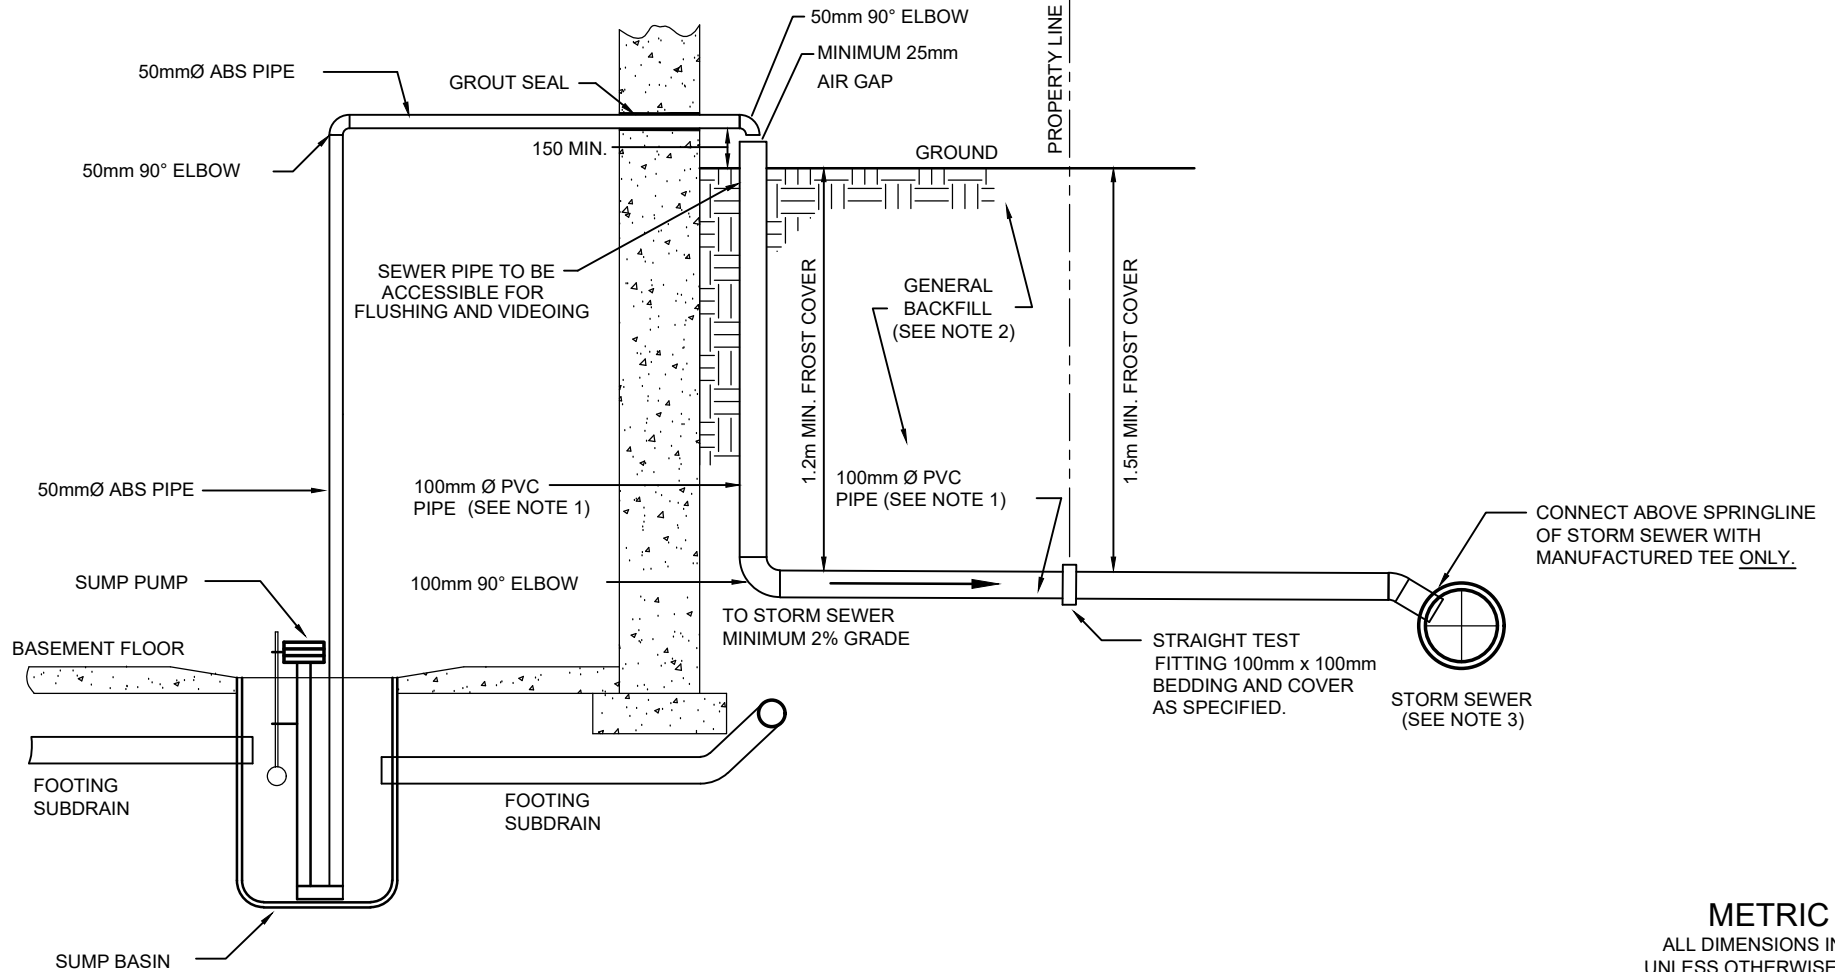 50mm 90° ELBOW
MINIMUM 25mm
AIR GAP
PROPERTY LINE
50mmØ ABS PIPE
GROUT SEAL
150 MIN.
GROUND
50mm 90° ELBOW
SEWER PIPE TO BE
ACCESSIBLE FOR
FLUSHING AND VIDEOING
1.2m MIN. FROST COVER
GENERAL
BACKFILL
(SEE NOTE 2)
1.5m MIN. FROST COVER
50mmØ ABS PIPE
100mm Ø PVC
PIPE (SEE NOTE 1)
100mm Ø PVC
PIPE (SEE NOTE 1)
CONNECT ABOVE SPRINGLINE
OF STORM SEWER WITH
MANUFACTURED TEE ONLY.
SUMP PUMP
100mm 90° ELBOW
TO STORM SEWER
MINIMUM 2% GRADE
BASEMENT FLOOR
STRAIGHT TEST
FITTING 100mm x 100mm
BEDDING AND COVER
AS SPECIFIED.
STORM SEWER
(SEE NOTE 3)
FOOTING
SUBDRAIN
FOOTING
SUBDRAIN
SUMP BASIN
METRIC
ALL DIMENSIONS IN
UNLESS OTHERWISE